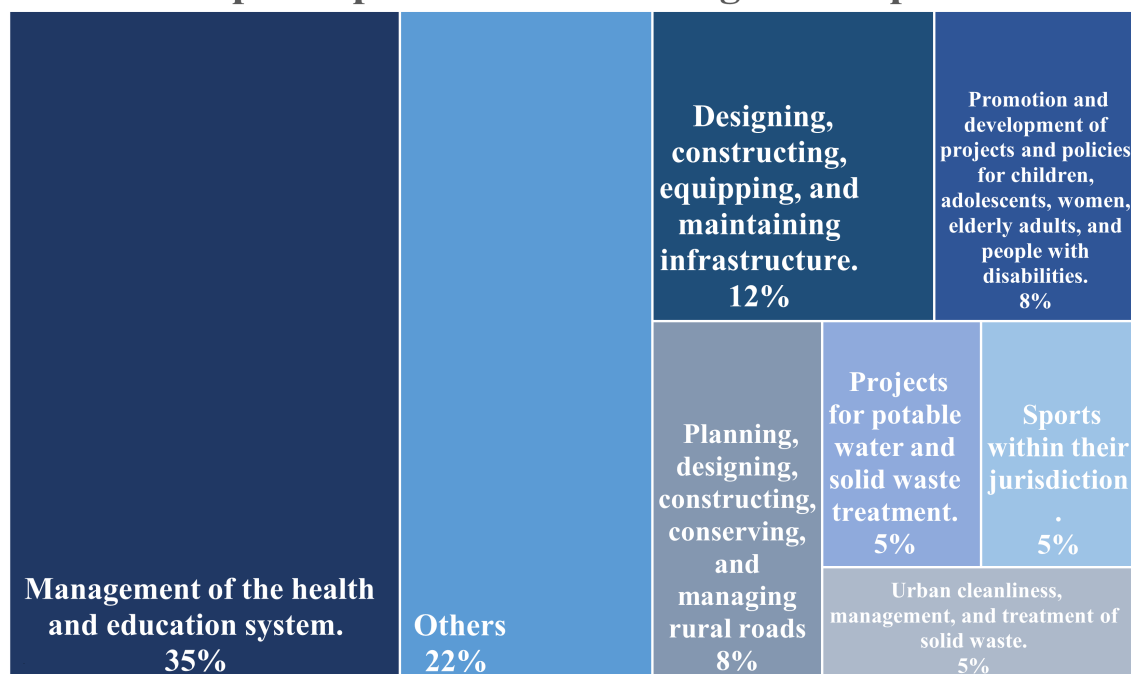 Management of the health
and education system.
35%
Others
22%
Designing,
constructing,
equipping, and
maintaining
infrastructure.
12%
Promotion and
development of
projects and policies
for children,
adolescents, women,
elderly adults, and
people with
disabilities.
8%
Planning,
designing,
constructing,
conserving,
and
managing
rural roads
8%
Projects
for potable
water and
solid waste
treatment.
5%
Sports
within their
jurisdiction
.
5%
Urban cleanliness,
management, and treatment of
solid waste.
5%